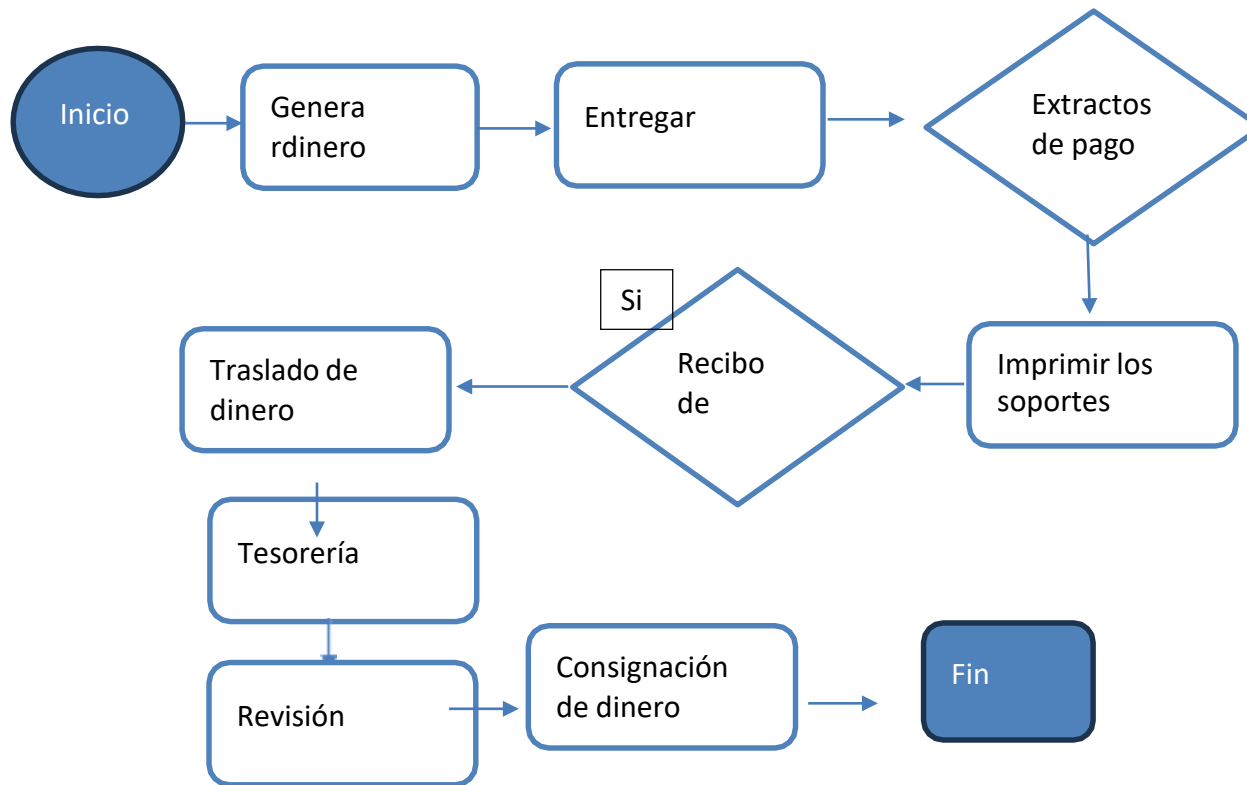 Inicio
Genera
rdinero
Entregar
Extractos
de pago
Si
Traslado de
dinero
Recibo
de
Imprimir los
soportes
Tesorería
Revisión
Consignación
de dinero
Fin